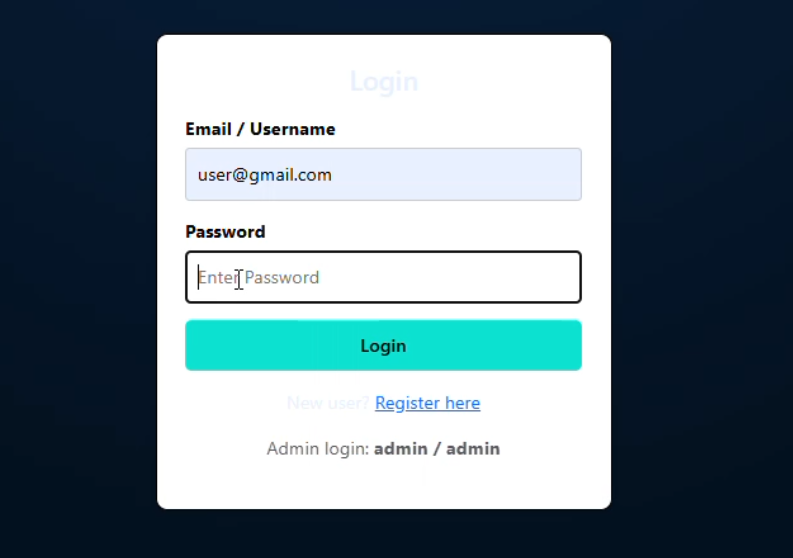 Login
Email / Username
user@gmail.com
Password
Enter Password
Login
New user? Register here
Admin login: admin / admin